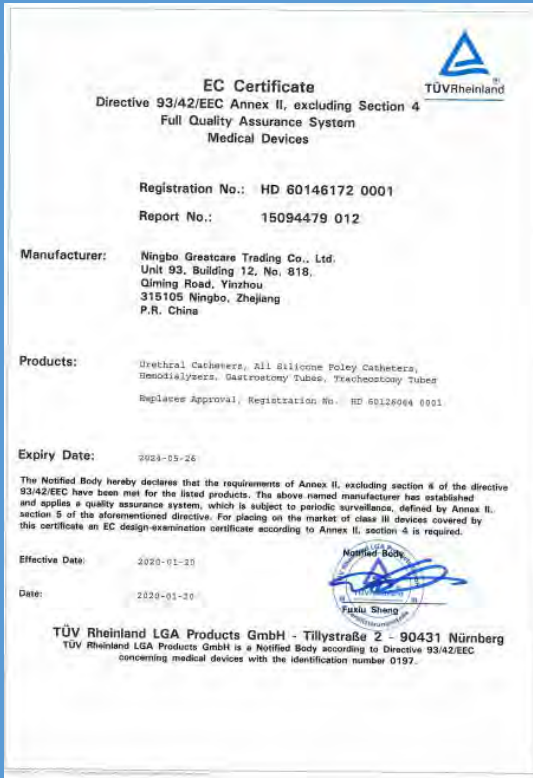 TÜVRheinland
®
EC Certificate
Directive 93/42/EEC Annex II, excluding Section 4
Full Quality Assurance System
Medical Devices
Registration No.: HD 60146172 0001
Report No.: 15094479 012
Manufacturer: Ningbo Greatcare Trading Co., Ltd.
Unit 93, Building 12, No. 818,
Qiming Road, Yinzhou
315105 Ningbo, Zhejiang
P.R. China
Products: Urethral Catheters, All Silicone Foley Catheters,
Hemodialyzers, Gastrostomy Tubes, Tracheostomy Tubes
Replaces Approval, Registration No. HD 60126064 0001
Expiry Date: 2024-05-26
The Notified Body hereby declares that the requirements of Annex II, excluding section 4 of the directive
93/42/EEC have been met for the listed products. The above named manufacturer has established
and applies a quality assurance system, which is subject to periodic surveillance, defined by Annex II,
section 5 of the aforementioned directive. For placing on the market of class III devices covered by
this certificate an EC design-examination certificate according to Annex II, section 4 is required.
Effective Date: 2020-01-20
Notified Body
Date: 2020-01-20
Fuxiu Sheng
TÜV Rheinland LGA Products GmbH - Tillystraße 2 - 90431 Nürnberg
TÜV Rheinland LGA Products GmbH is a Notified Body according to Directive 93/42/EEC
concerning medical devices with the identification number 0197.